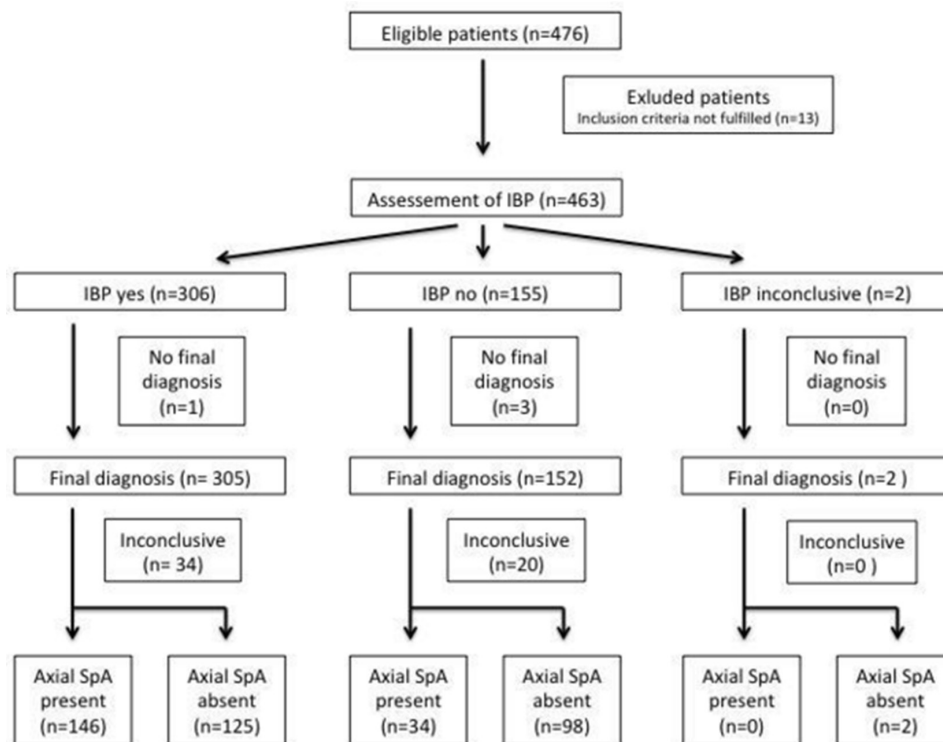 Eligible patients (n=476)
Exluded patients
Inclusion criteria not fulfilled (n=13)
Assessement of IBP (n=463)
IBP yes (n=306)
IBP no (n=155)
IBP inconclusive (n=2)
No final
diagnosis
(n=1)
No final
diagnosis
(n=3)
No final
diagnosis
(n=0)
Final diagnosis (n= 305)
Final diagnosis (n=152)
Final diagnosis (n=2 )
Inconclusive
(n= 34)
Inconclusive
(n=20)
Inconclusive
(n=0 )
Axial SpA
present
(n=146)
Axial SpA
absent
(n=125)
Axial SpA
present
(n=34)
Axial SpA
absent
(n=98)
Axial SpA
present
(n=0)
Axial SpA
absent
(n=2)